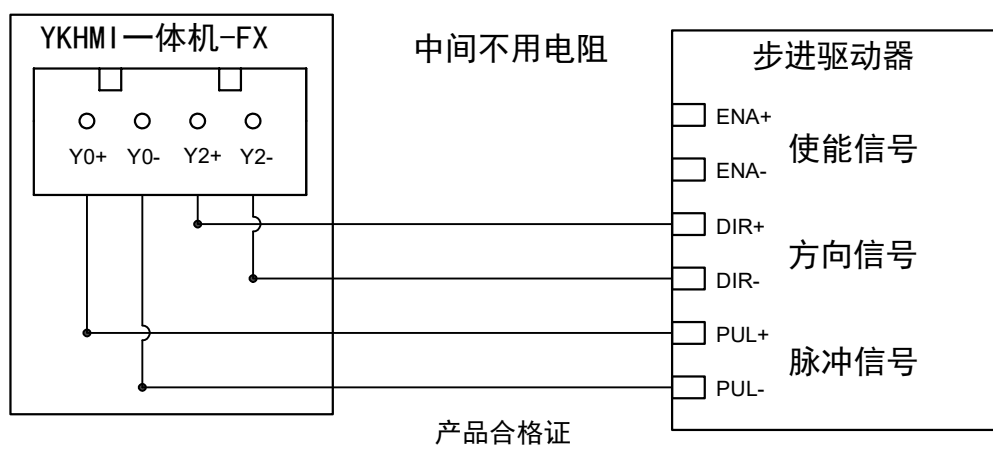 YKHMI一体机-FX
中间不用电阻
步进驱动器
Y0+ Y0- Y2+ Y2-
ENA+
使能信号
ENA-
DIR+
方向信号
DIR-
PUL+
脉冲信号
PUL-
产品合格证